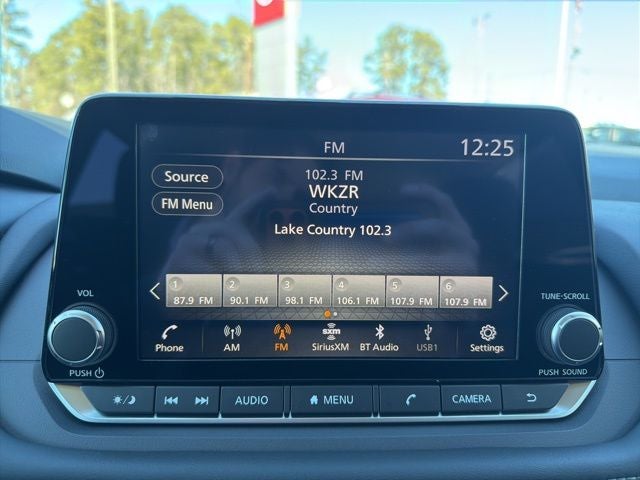 FM
12:25
Source
FM Menu
102.3 FM
WKZR
Country
Lake Country 102.3
1 2 3 4 5 6
87.9 FM 90.1 FM 98.1 FM 106.1 FM 107.9 FM 107.9 FM
Phone AM FM SiriusXM BT Audio USB1 Settings
sxm
VOL
PUSH
TUNE·SCROLL
PUSH SOUND
AUDIO
MENU
CAMERA